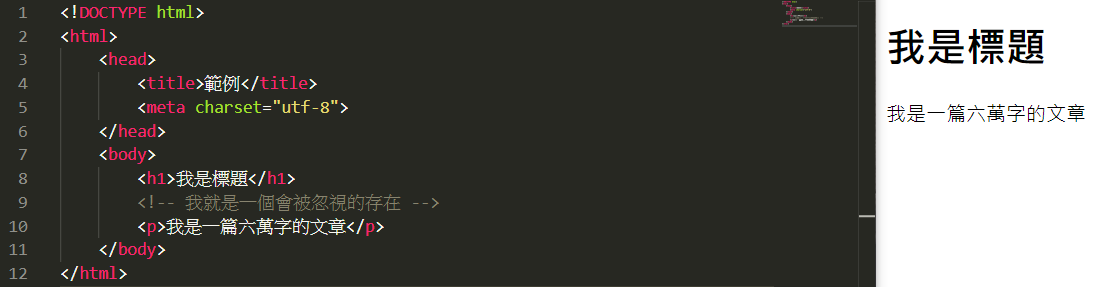 1 <!DOCTYPE html>
2 <html>
3 <head>
4 <title>範例</title>
5 <meta charset="utf-8">
6 </head>
7 <body>
8 <h1>我是標題</h1>
9 <!-- 我就是一個會被忽視的存在 -->
10 <p>我是一篇六萬字的文章</p>
11 </body>
12 </html>
我是標題
我是一篇六萬字的文章